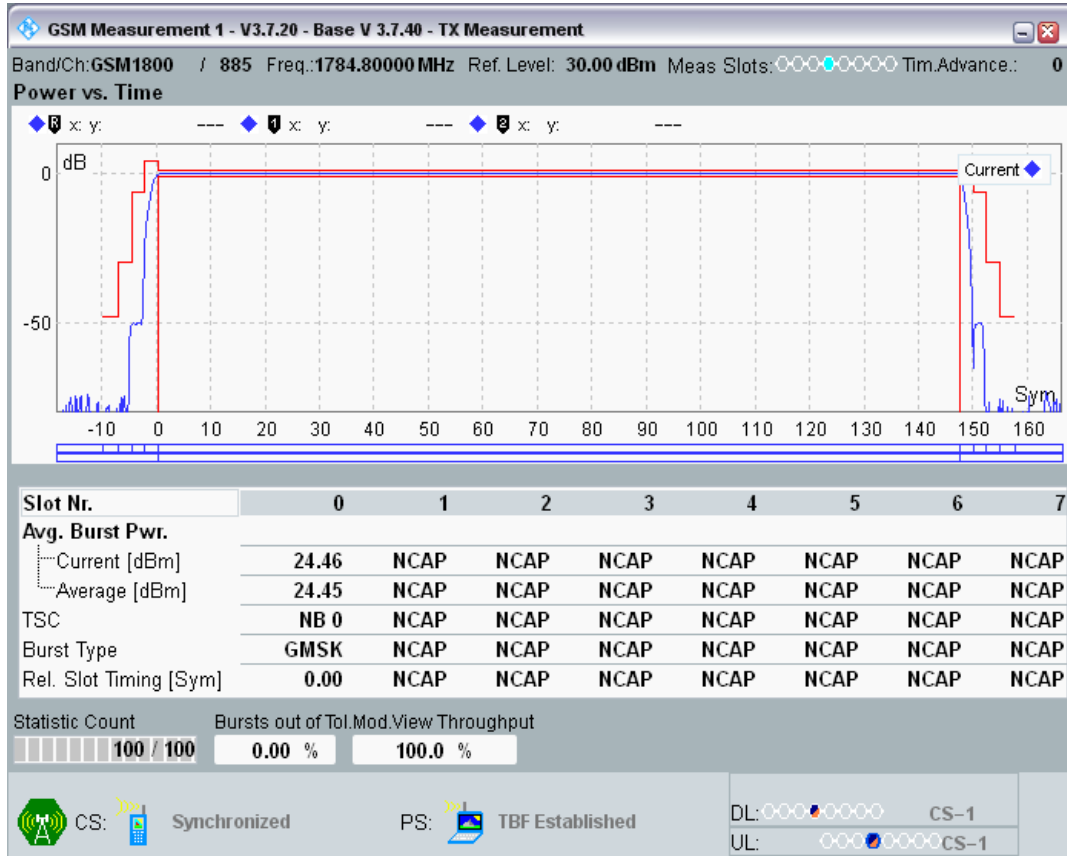 GSM Measurement 1 - V3.7.20 - Base V 3.7.40 - TX Measurement
Band/Ch:GSM1800 / 885 Freq.:1784.80000 MHz Ref. Level: 30.00 dBm Meas Slots: Tim.Advance.: 0
Power vs. Time
R x: y: --- 1 x: y: --- 2 x: y: ---
dB
Current
0
-50
Sym
-10 0 10 20 30 40 50 60 70 80 90 100 110 120 130 140 150 160
Slot Nr. 0 1 2 3 4 5 6 7
Avg. Burst Pwr.
Current [dBm] 24.46 NCAP NCAP NCAP NCAP NCAP NCAP NCAP
Average [dBm] 24.45 NCAP NCAP NCAP NCAP NCAP NCAP NCAP
TSC NB 0 NCAP NCAP NCAP NCAP NCAP NCAP NCAP
Burst Type GMSK NCAP NCAP NCAP NCAP NCAP NCAP NCAP
Rel. Slot Timing [Sym] 0.00 NCAP NCAP NCAP NCAP NCAP NCAP NCAP
Statistic Count Bursts out of Tol. Mod.View Throughput
100 / 100 0.00 % 100.0 %
CS: Synchronized PS: TBF Established DL: CS-1
UL: CS-1